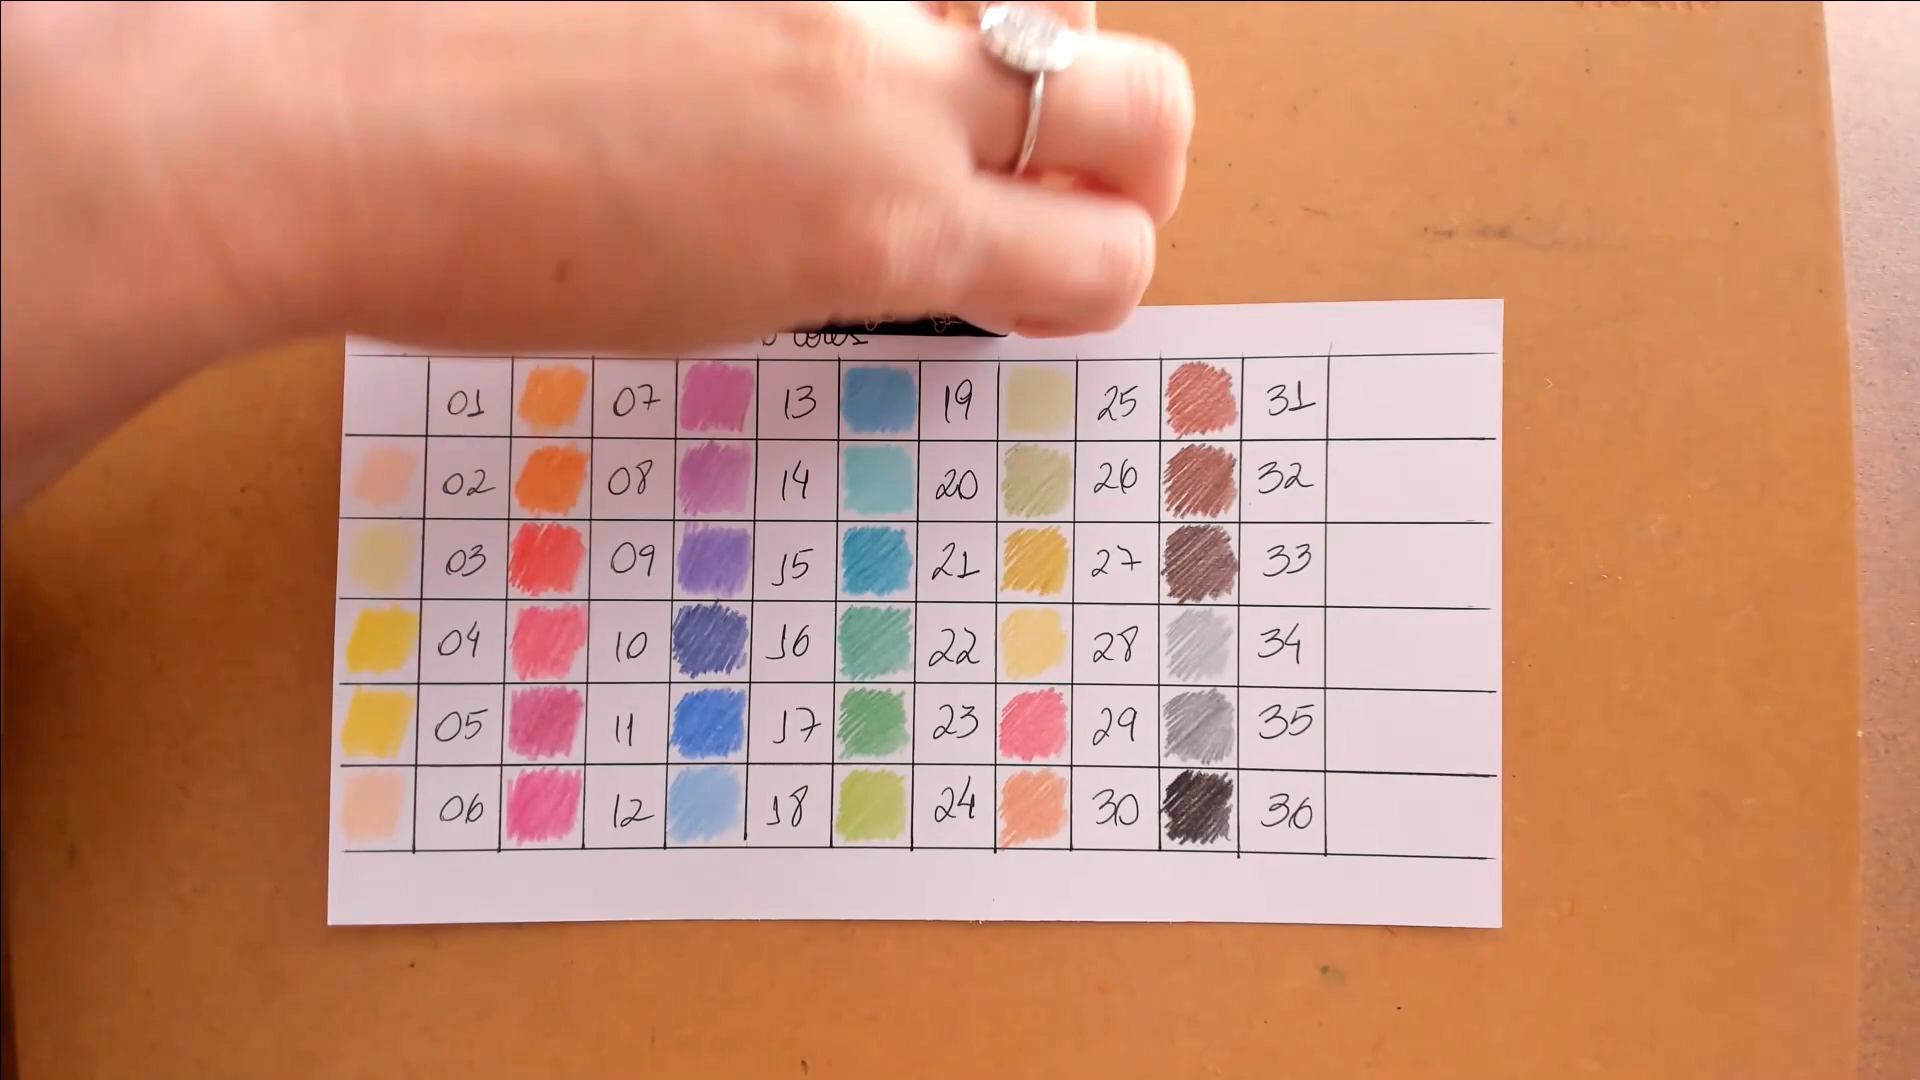 cores
01 07 13 19 25 31
02 08 14 20 26 32
03 09 15 21 27 33
04 10 16 22 28 34
05 11 17 23 29 35
06 12 18 24 30 36